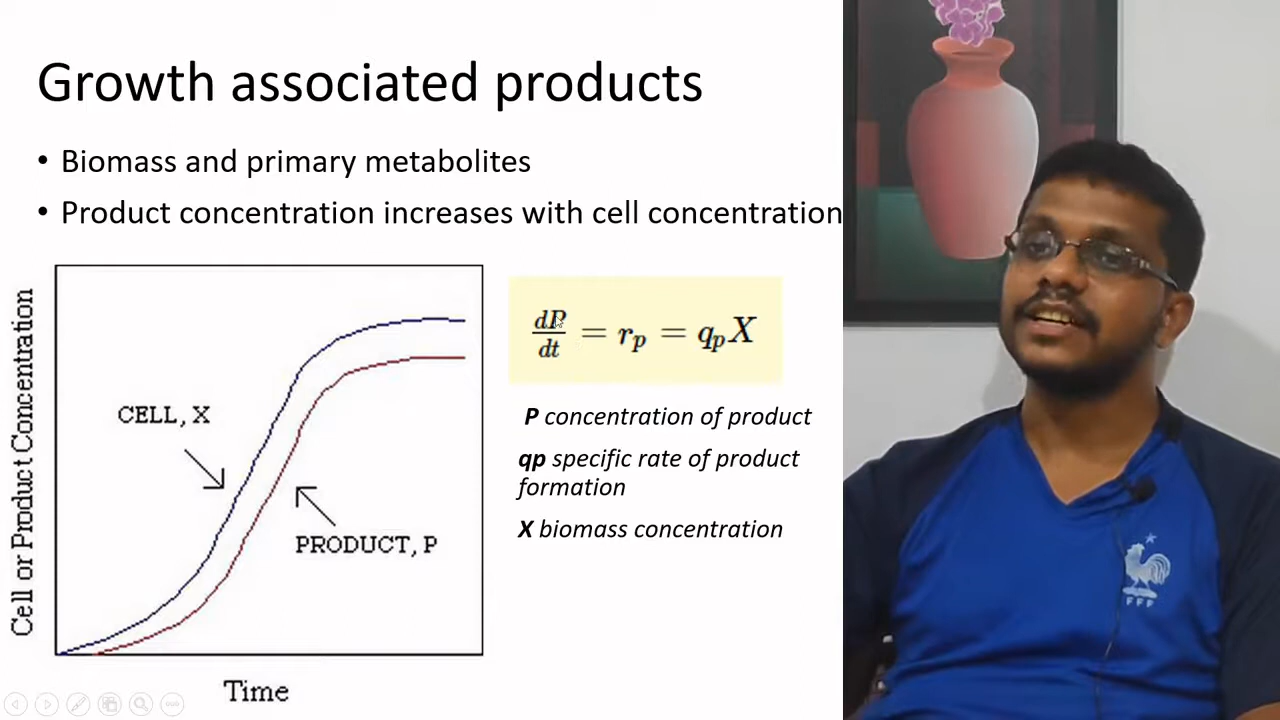 Growth associated products
• Biomass and primary metabolites
• Product concentration increases with cell concentration
Cell or Product Concentration
CELL, X
PRODUCT, P
Time
dP/dt = r_p = q_p X
P concentration of product
qp specific rate of product
formation
X biomass concentration
FFF